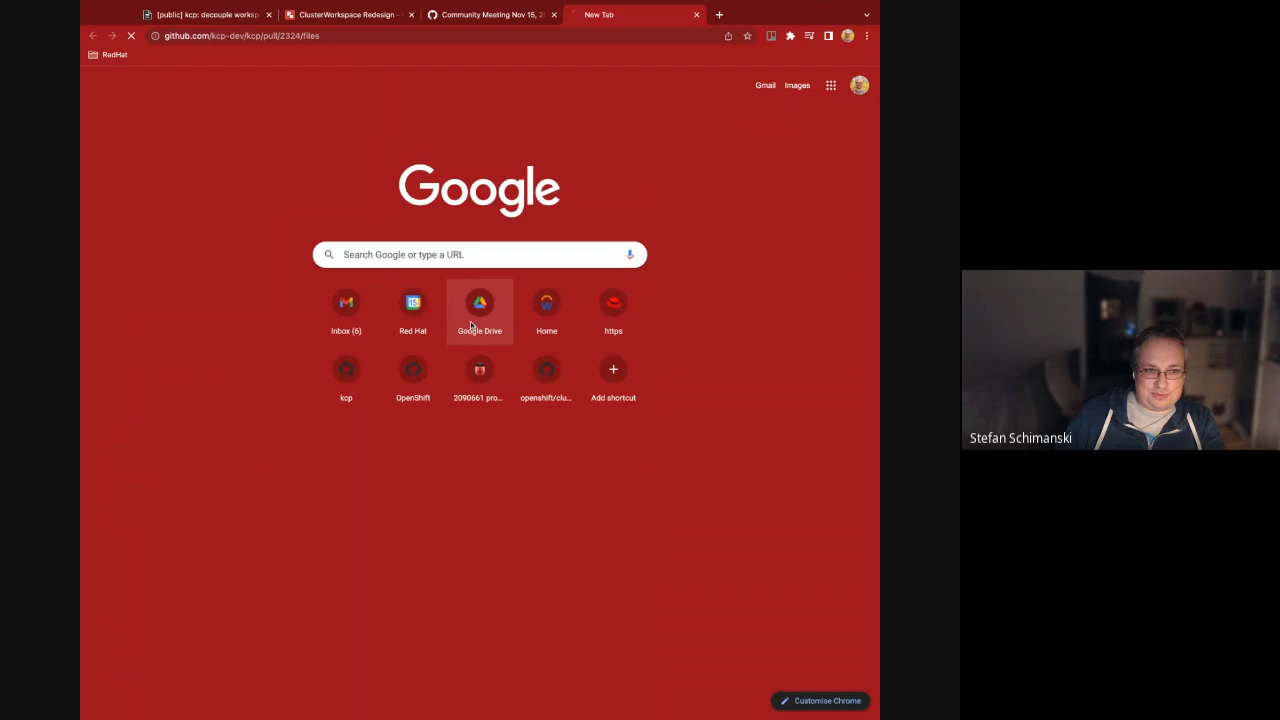 [public] kcp: decouple worksp
ClusterWorkspace Redesign -
Community Meeting Nov 15, 2
New Tab
github.com/kcp-dev/kcp/pull/2324/files
RedHat
Gmail Images
Google
Search Google or type a URL
15
Inbox (6) Red Hat Google Drive Home https
kcp OpenShift 2090661 pro... openshift/clu... Add shortcut
Stefan Schimanski
Customise Chrome